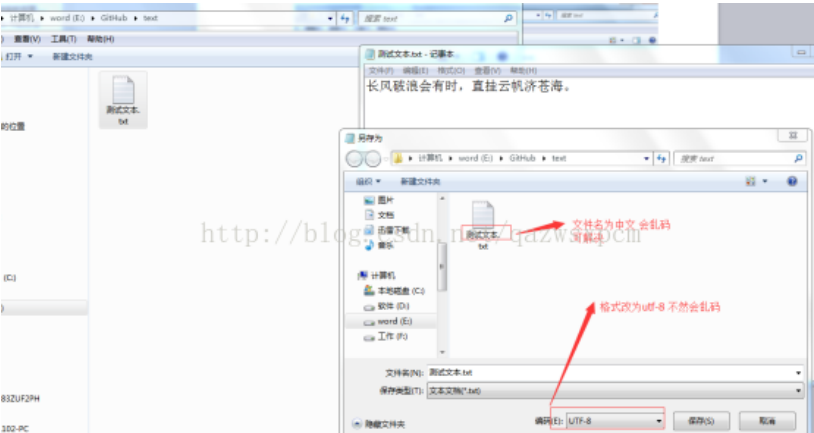 计算机 ▸ word (E:) ▸ GitHub ▸ text
搜索 text
查看(V) 工具(T) 帮助(H)
打开 新建文件夹
测试文本.
txt
的位置
(C:)
83ZUF2PH
102-PC
测试文本.txt - 记事本
文件(F) 编辑(E) 格式(O) 查看(V) 帮助(H)
长风破浪会有时，直挂云帆济苍海。
另存为
计算机 ▸ word (E:) ▸ GitHub ▸ text
搜索 text
组织 新建文件夹
图片
文档
迅雷下载
音乐
计算机
本地磁盘 (C:)
软件 (D:)
word (E:)
工作 (F:)
测试文本.
txt
文件名为中文 会乱码
可解决
格式改为utf-8 不然会乱码
文件名(N): 测试文本.txt
保存类型(T): 文本文档(*.txt)
隐藏文件夹
编码(E): UTF-8
保存(S)
取消